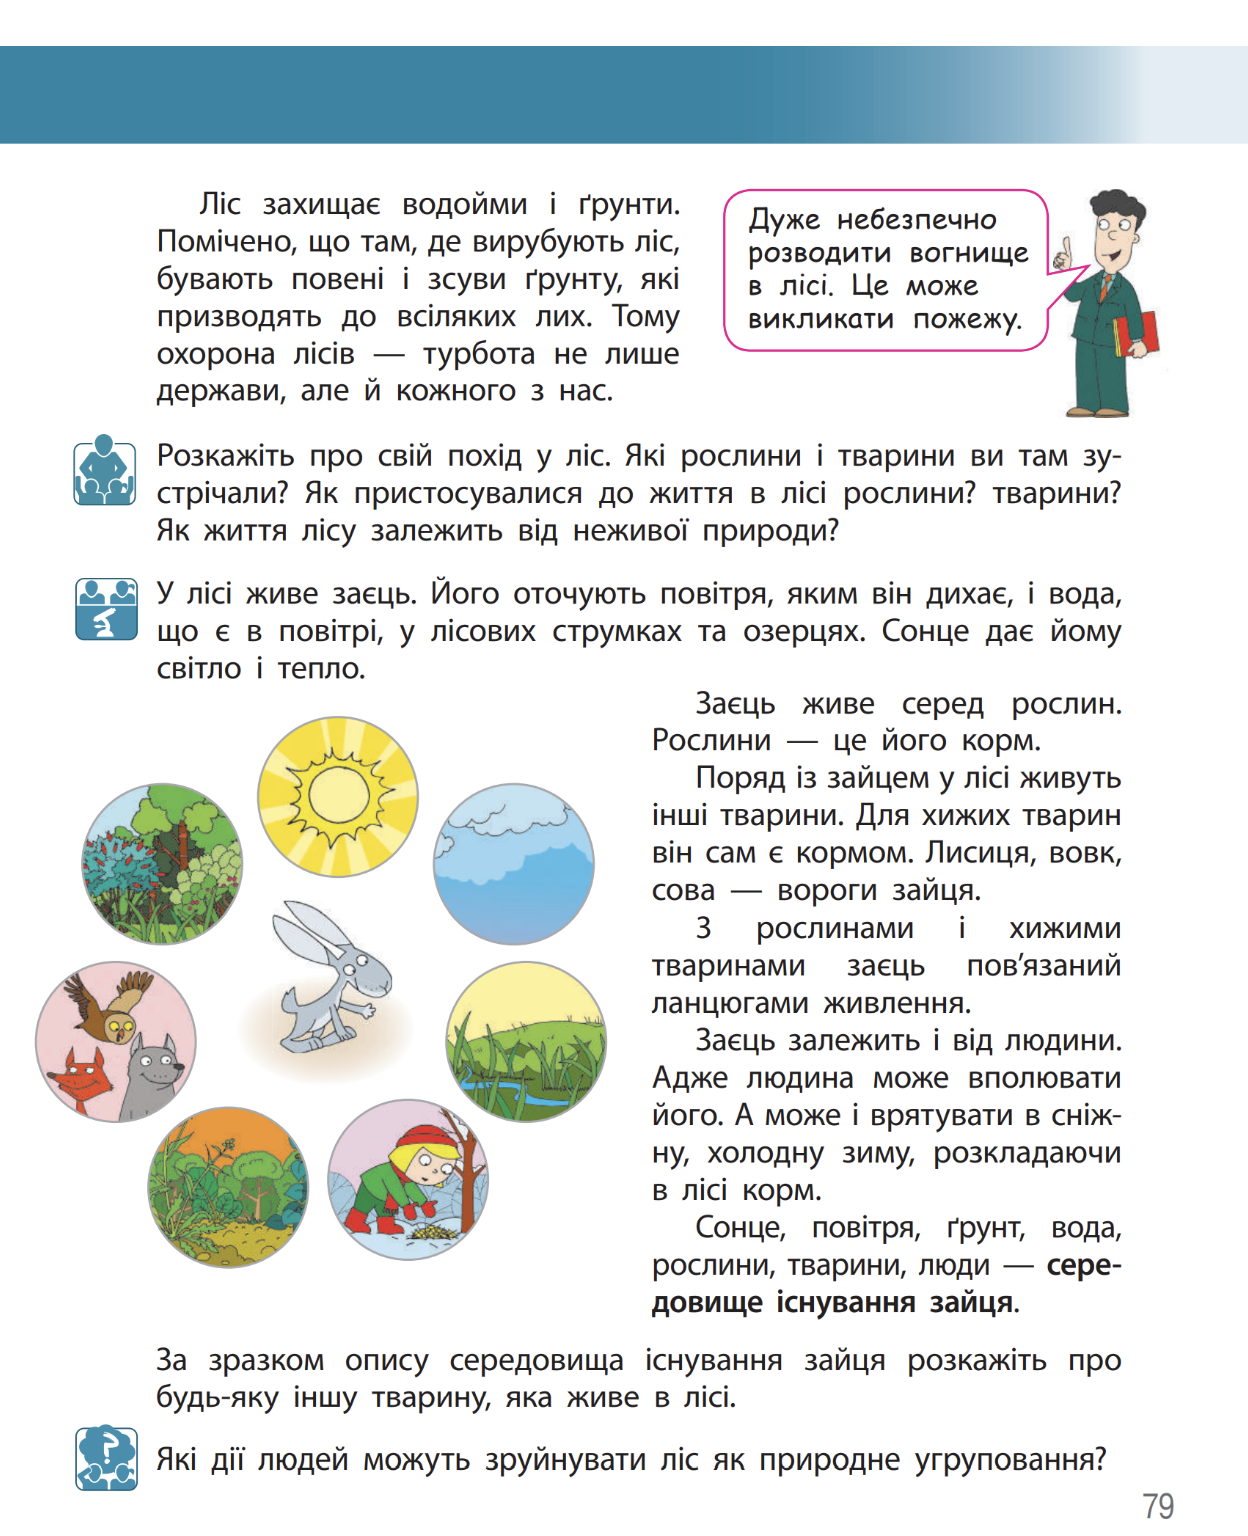 Ліс захищає водойми і ґрунти.
Помічено, що там, де вирубують ліс,
бувають повені і зсуви ґрунту, які
призводять до всіляких лих. Тому
охорона лісів — турбота не лише
держави, але й кожного з нас.
Дуже небезпечно
розводити вогнище
в лісі. Це може
викликати пожежу.
Розкажіть про свій похід у ліс. Які рослини і тварини ви там зу-
стрічали? Як пристосувалися до життя в лісі рослини? тварини?
Як життя лісу залежить від неживої природи?
У лісі живе заєць. Його оточують повітря, яким він дихає, і вода,
що є в повітрі, у лісових струмках та озерцях. Сонце дає йому
світло і тепло.
Заєць живе серед рослин.
Рослини — це його корм.
Поряд із зайцем у лісі живуть
інші тварини. Для хижих тварин
він сам є кормом. Лисиця, вовк,
сова — вороги зайця.
З рослинами і хижими
тваринами заєць пов’язаний
ланцюгами живлення.
Заєць залежить і від людини.
Адже людина може вполювати
його. А може і врятувати в сніж-
ну, холодну зиму, розкладаючи
в лісі корм.
Сонце, повітря, ґрунт, вода,
рослини, тварини, люди — сере-
довище існування зайця.
За зразком опису середовища існування зайця розкажіть про
будь-яку іншу тварину, яка живе в лісі.
?
Які дії людей можуть зруйнувати ліс як природне угруповання?
79